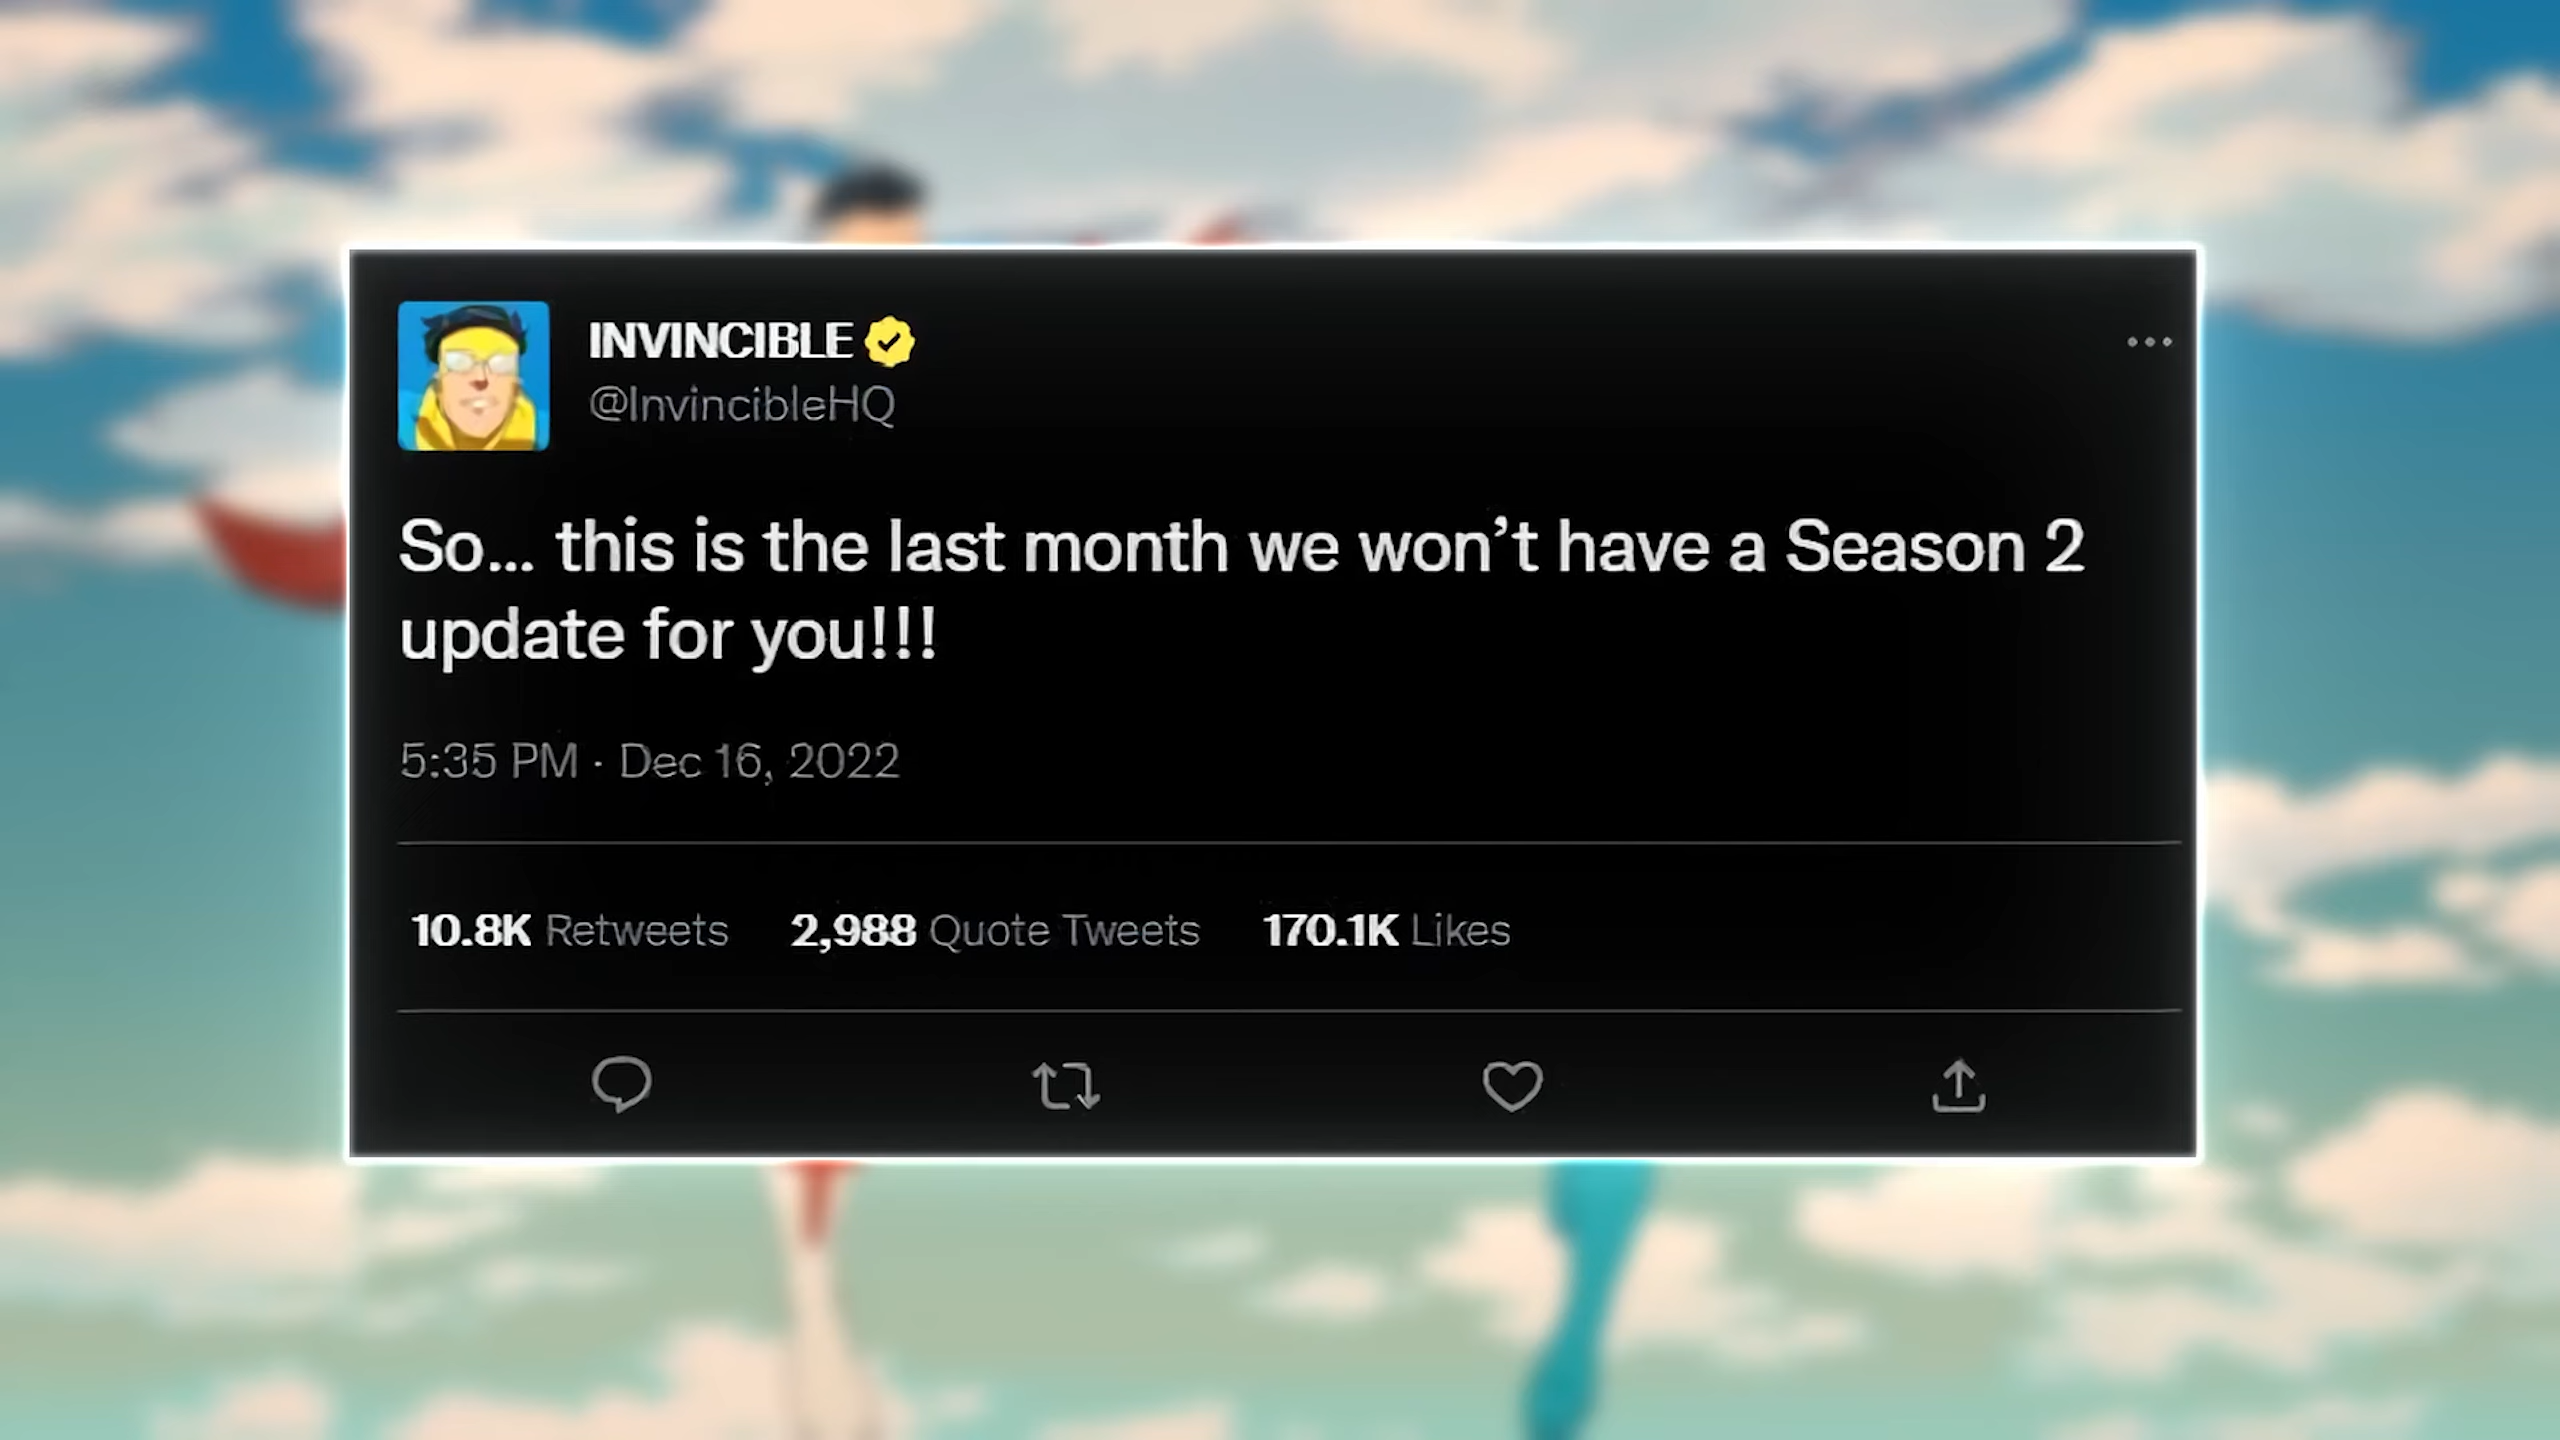 INVINCIBLE
@InvincibleHQ
So... this is the last month we won’t have a Season 2
update for you!!!
5:35 PM · Dec 16, 2022
10.8K Retweets 2,988 Quote Tweets 170.1K Likes